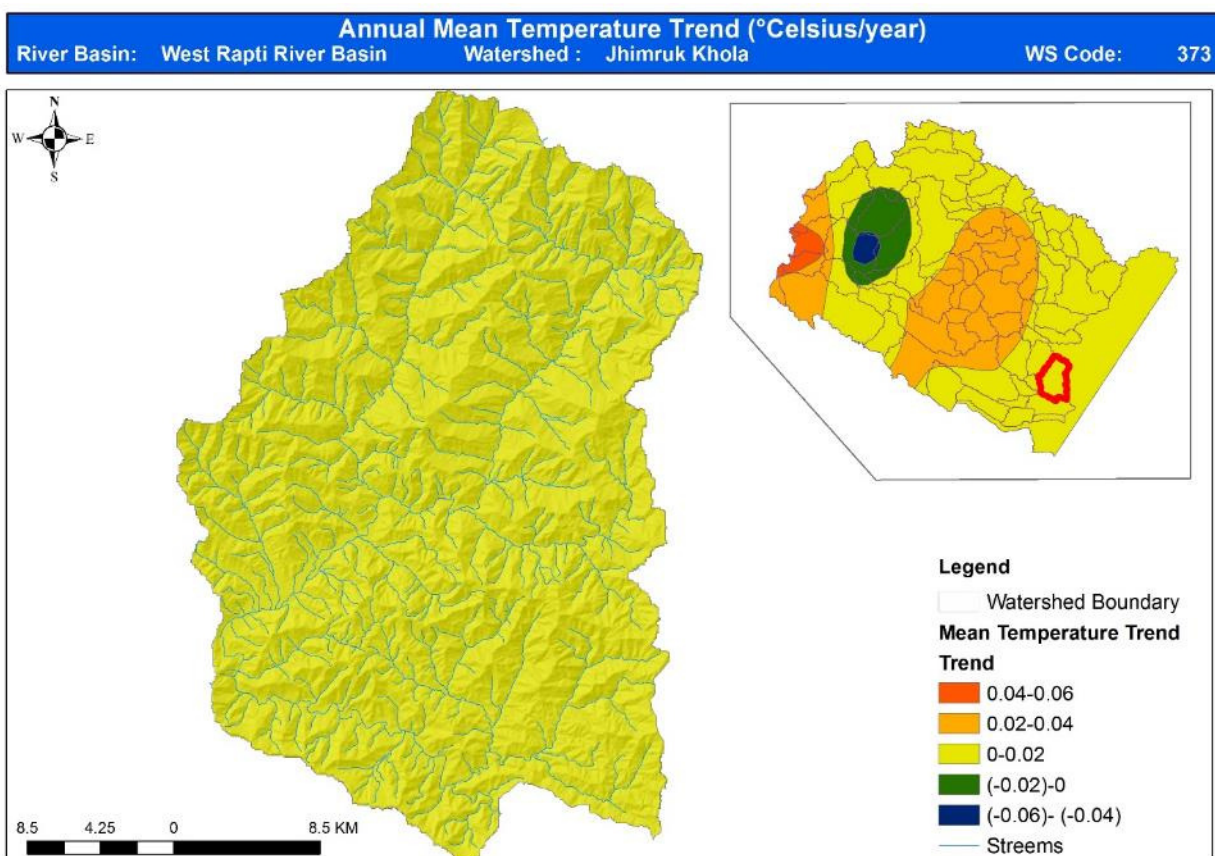 Annual Mean Temperature Trend (°Celsius/year)
River Basin: West Rapti River Basin Watershed : Jhimruk Khola WS Code: 373
N
W E
S
Legend
Watershed Boundary
Mean Temperature Trend
Trend
0.04-0.06
0.02-0.04
0-0.02
(-0.02)-0
(-0.06)- (-0.04)
Streems
8.5 4.25 0 8.5 KM